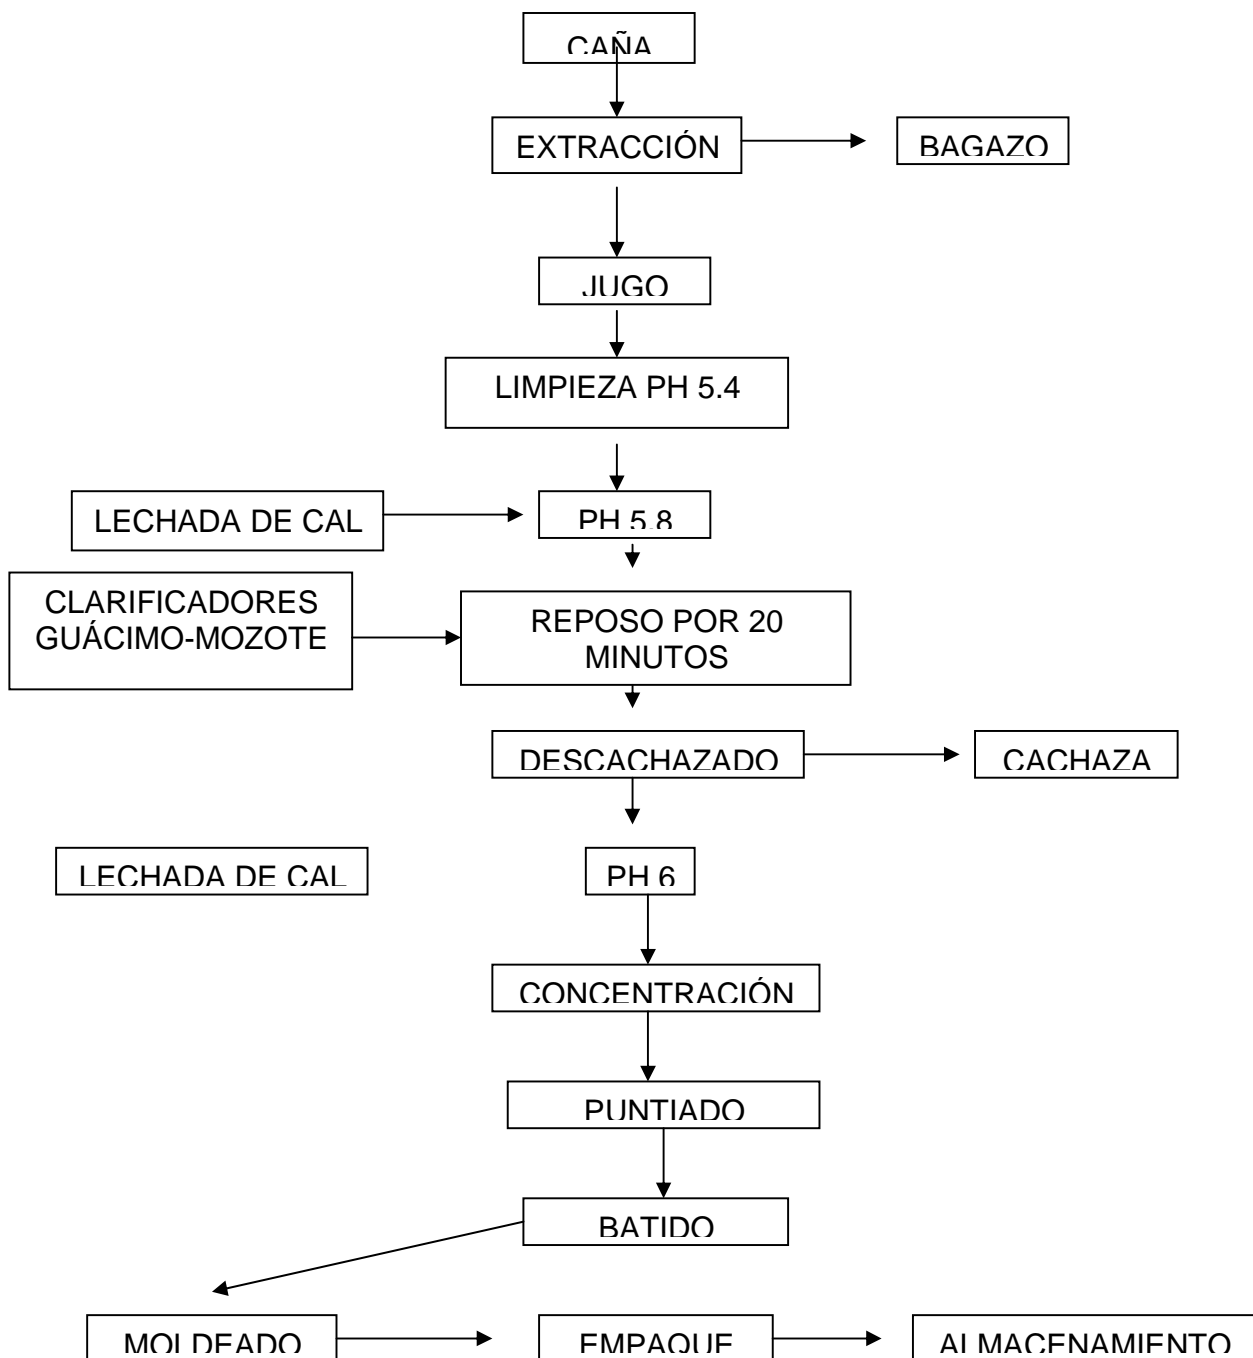 CAÑA
EXTRACCIÓN
BAGAZO
JUGO
LIMPIEZA PH 5.4
LECHADA DE CAL
PH 5.8
CLARIFICADORES
GUÁCIMO-MOZOTE
REPOSO POR 20
MINUTOS
DESCACHAZADO
CACHAZA
LECHADA DE CAL
PH 6
CONCENTRACIÓN
PUNTIADO
BATIDO
MOLDEADO
EMPAQUE
ALMACENAMIENTO